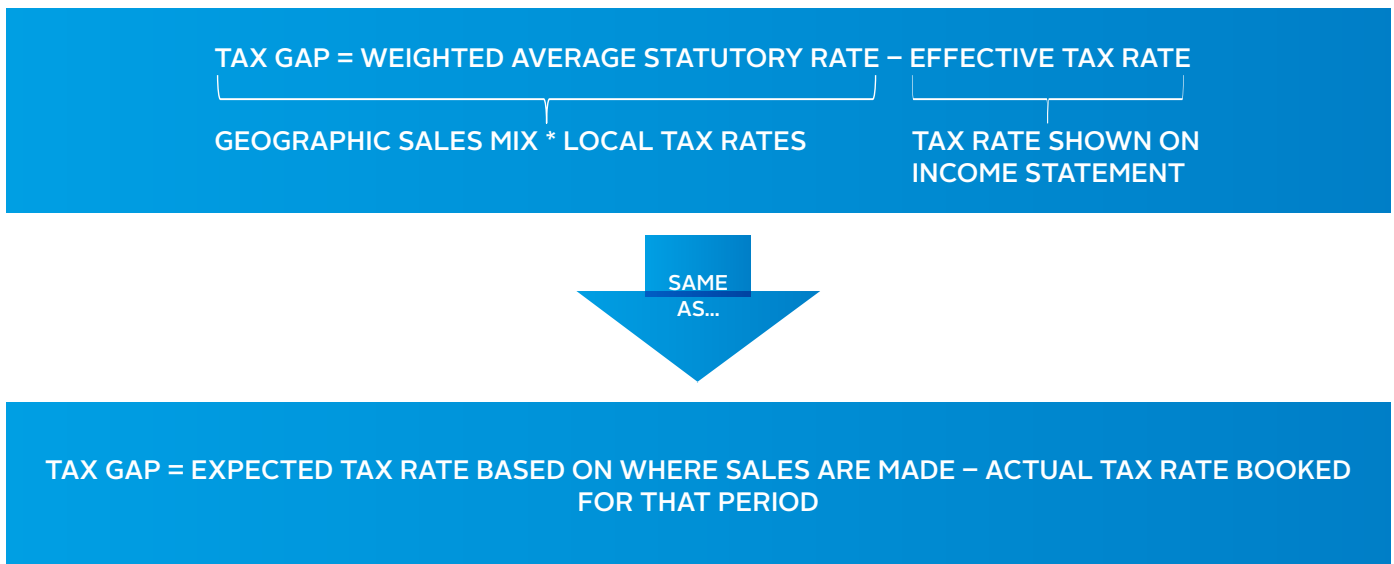 TAX GAP = WEIGHTED AVERAGE STATUTORY RATE – EFFECTIVE TAX RATE
GEOGRAPHIC SALES MIX * LOCAL TAX RATES
TAX RATE SHOWN ON
INCOME STATEMENT
SAME
AS...
TAX GAP = EXPECTED TAX RATE BASED ON WHERE SALES ARE MADE – ACTUAL TAX RATE BOOKED
FOR THAT PERIOD